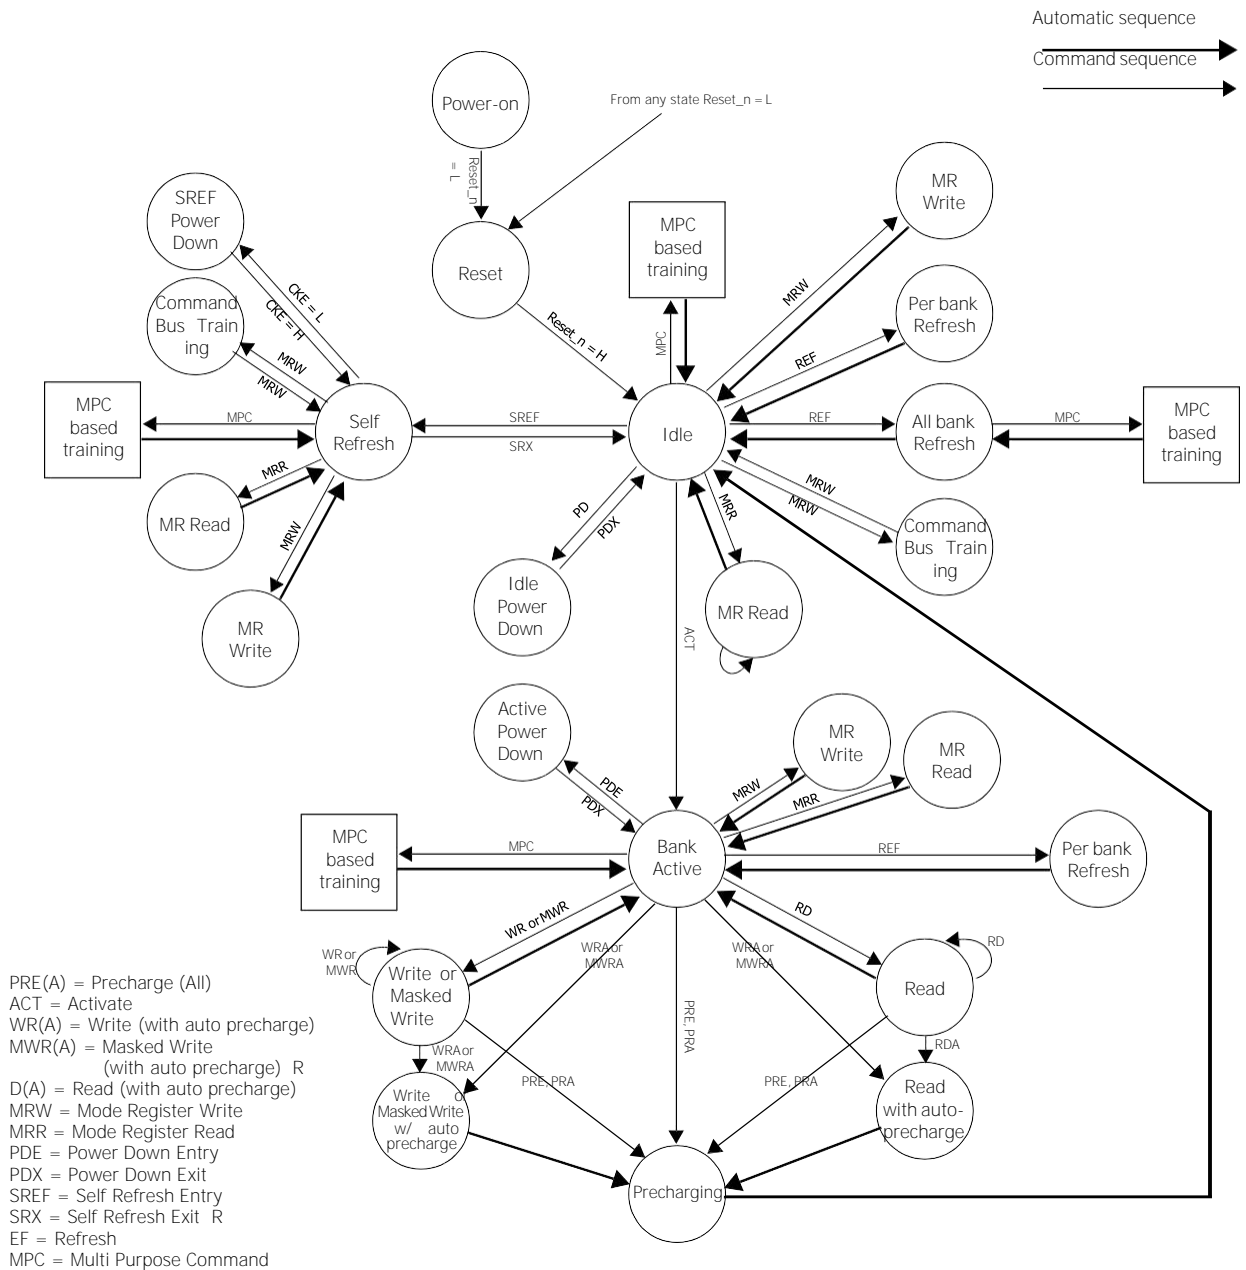 Automatic sequence
Command sequence
Power-on
From any state Reset_n = L
Reset_n
= L
Reset
Reset_n = H
SREF
Power
Down
CKE = L
CKE = H
Command
Bus Train
ing
MRW
MRW
MPC
based
training
MPC
Self
Refresh
MRR
MR Read
MRW
MR
Write
SREF
SRX
MPC
based
training
MPC
Idle
MRW
MR
Write
REF
Per bank
Refresh
REF
All bank
Refresh
MPC
MPC
based
training
MRW
MRW
Command
Bus Train
ing
PD
PDX
Idle
Power
Down
MRR
MR Read
ACT
Active
Power
Down
PDE
PDX
MRW
MR
Write
MRR
MR
Read
MPC
based
training
MPC
Bank
Active
REF
Per bank
Refresh
WR or MWR
WR or
MWR
Write or
Masked
Write
WRA or
MWRA
WRA or
MWRA
RD
RD
Read
PRE, PRA
WRA or
MWRA
PRE, PRA
PRE, PRA
RDA
Write o
Masked Write
w/ auto
precharge
Read
with auto-
precharge
Precharging
PRE(A) = Precharge (All)
ACT = Activate
WR(A) = Write (with auto precharge)
MWR(A) = Masked Write
(with auto precharge) R
D(A) = Read (with auto precharge)
MRW = Mode Register Write
MRR = Mode Register Read
PDE = Power Down Entry
PDX = Power Down Exit
SREF = Self Refresh Entry
SRX = Self Refresh Exit R
EF = Refresh
MPC = Multi Purpose Command